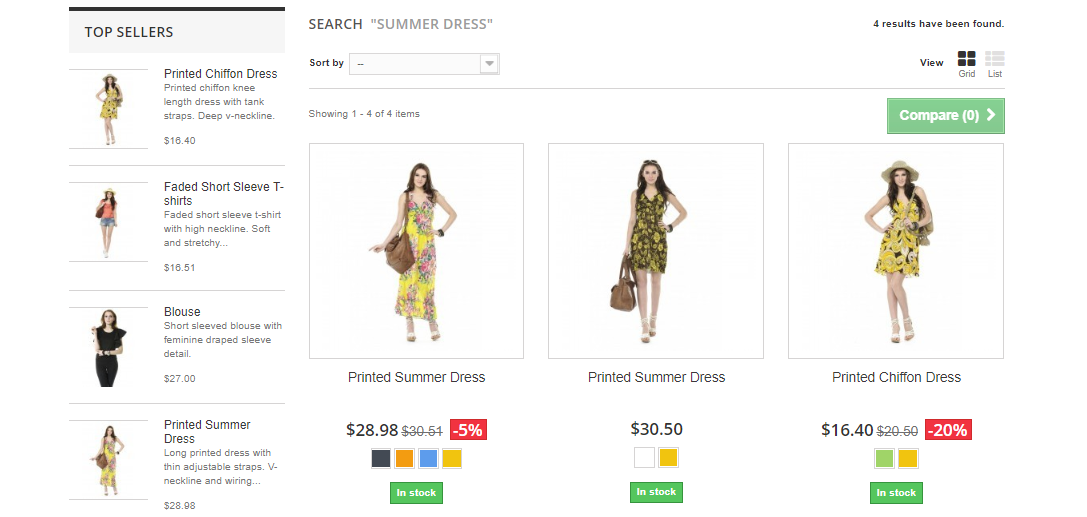 TOP SELLERS
Printed Chiffon Dress
Printed chiffon knee
length dress with tank
straps. Deep v-neckline.
$16.40
Faded Short Sleeve T-
shirts
Faded short sleeve t-shirt
with high neckline. Soft
and stretchy...
$16.51
Blouse
Short sleeved blouse with
feminine draped sleeve
detail.
$27.00
Printed Summer
Dress
Long printed dress with
thin adjustable straps. V-
neckline and wiring...
$28.98
SEARCH "SUMMER DRESS"
4 results have been found.
Sort by --
View
Grid List
Showing 1 - 4 of 4 items
Compare (0)
Printed Summer Dress
$28.98 $30.51 -5%
In stock
Printed Summer Dress
$30.50
In stock
Printed Chiffon Dress
$16.40 $20.50 -20%
In stock